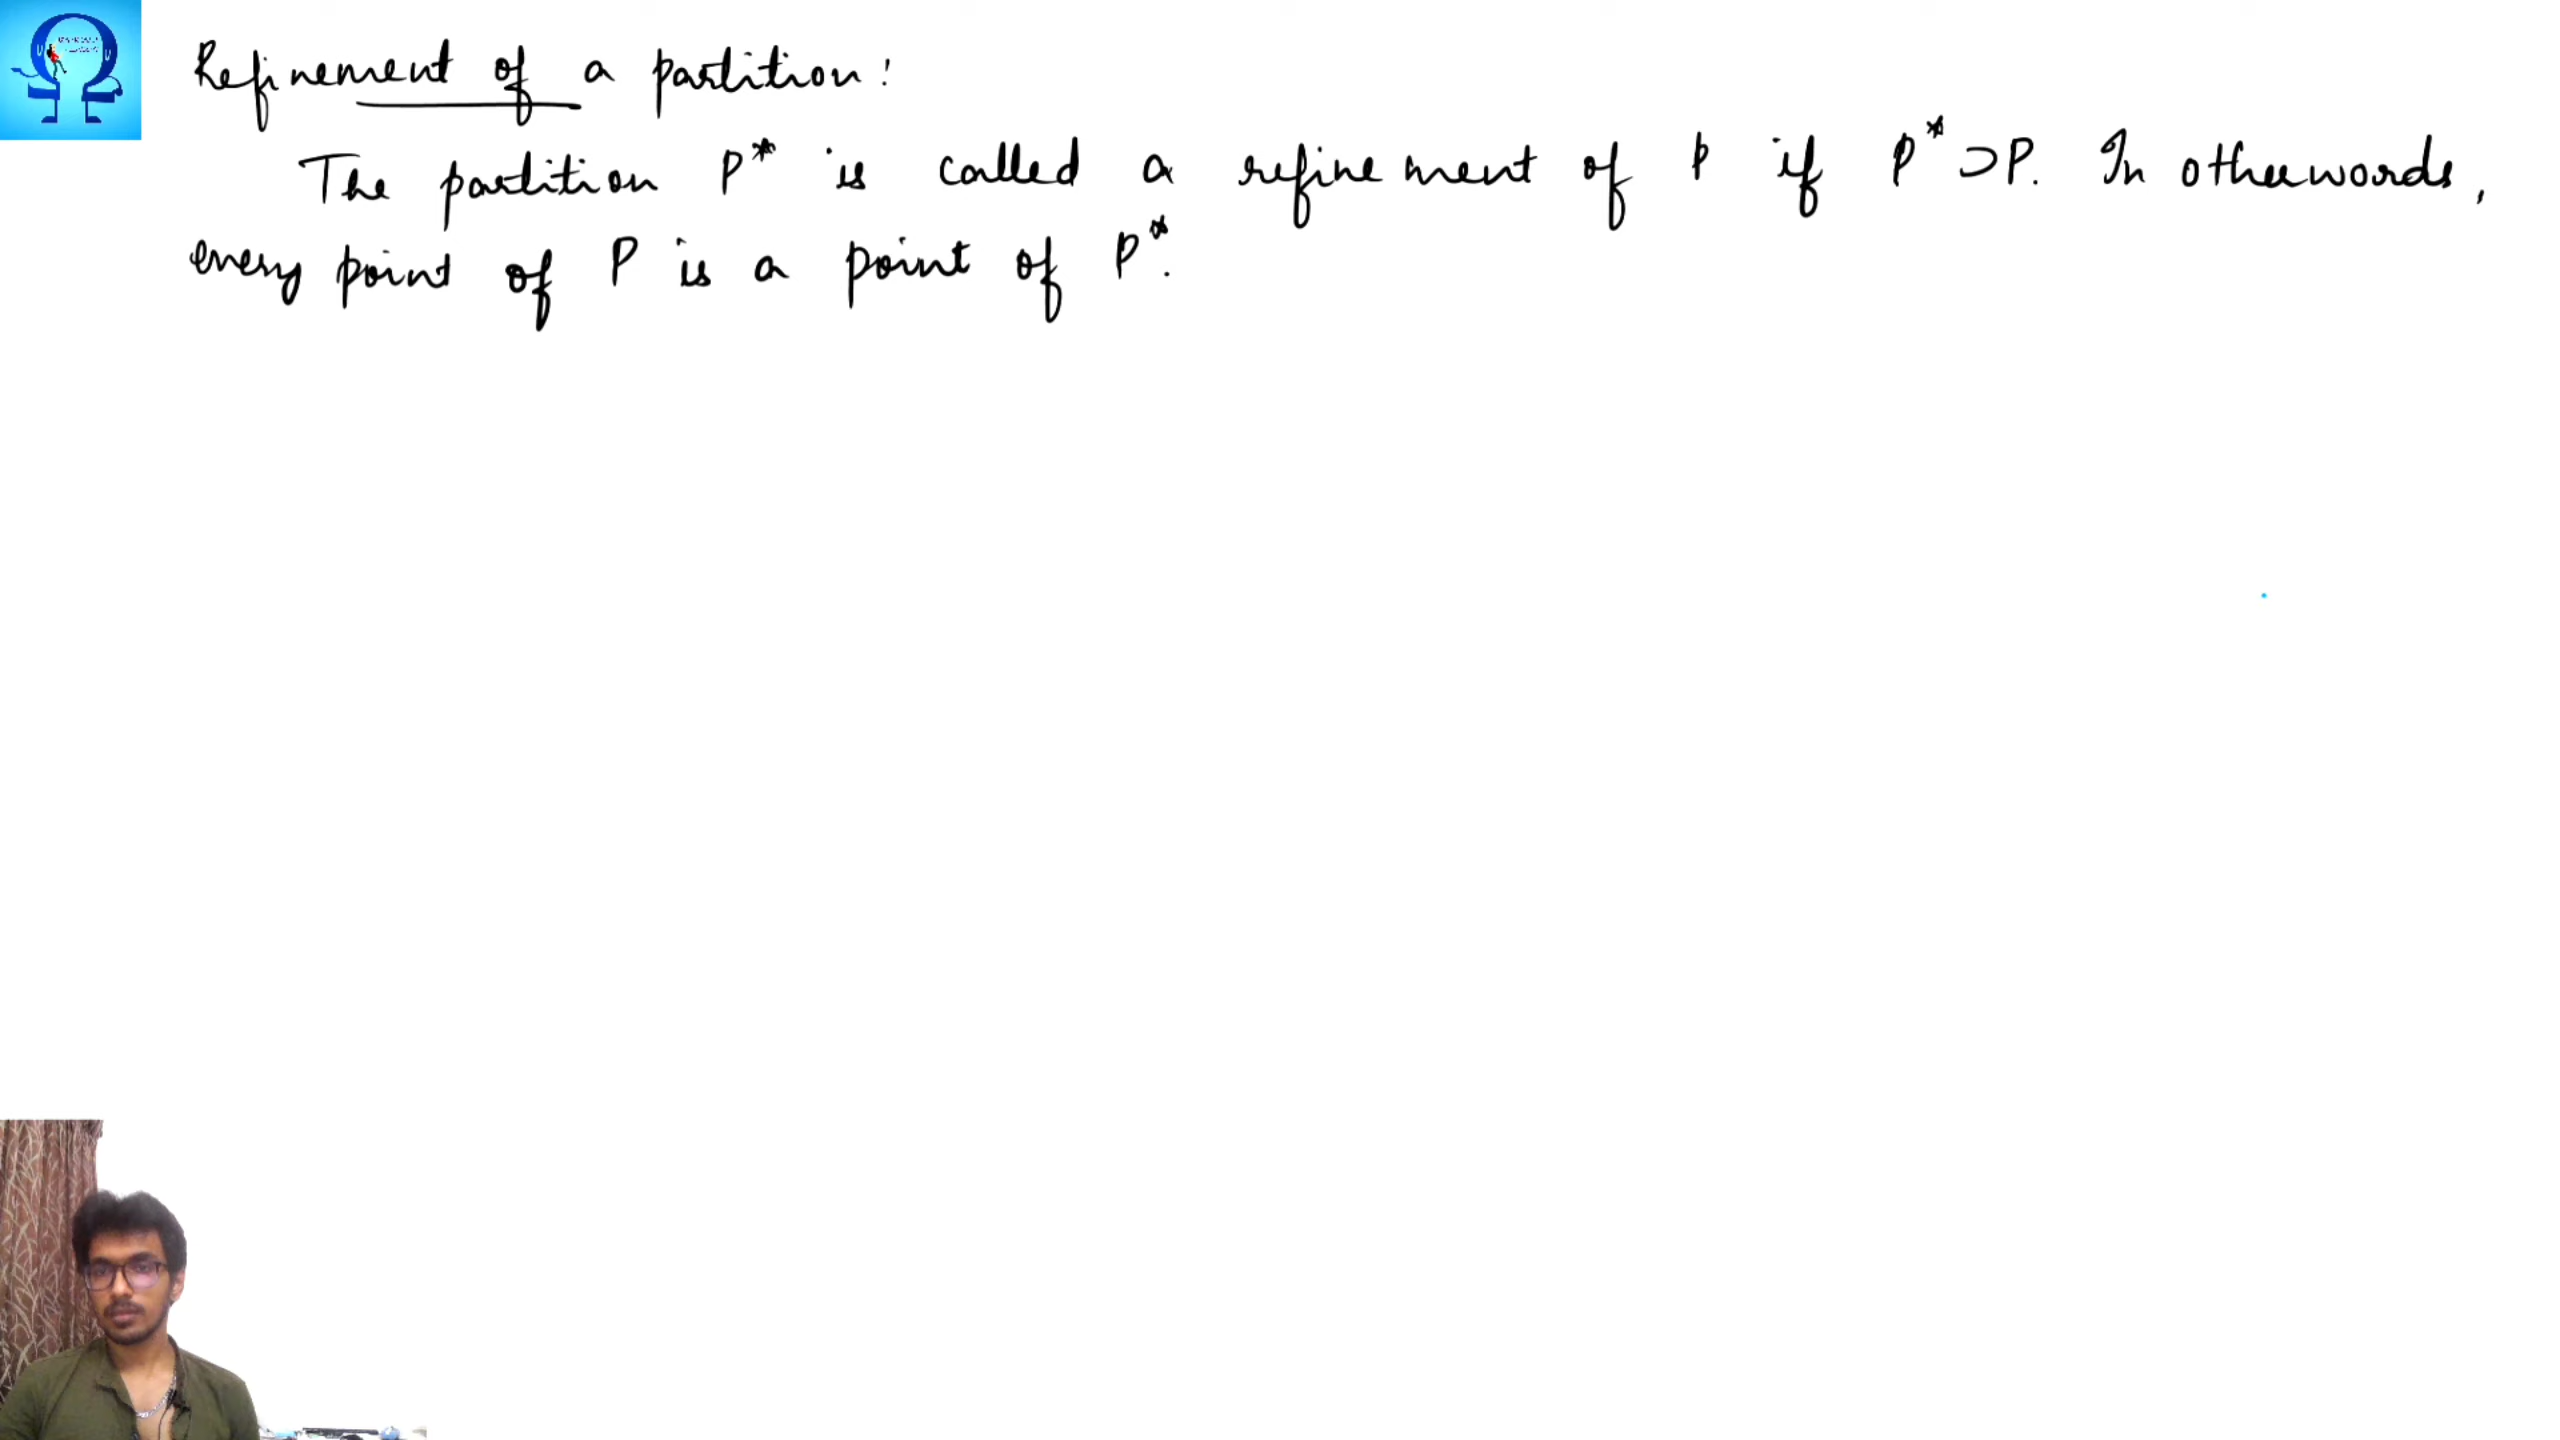 Refinement of a partition:
The partition P* is called a refinement of P if P* ⊃ P. In otherwords,
every point of P is a point of P*.